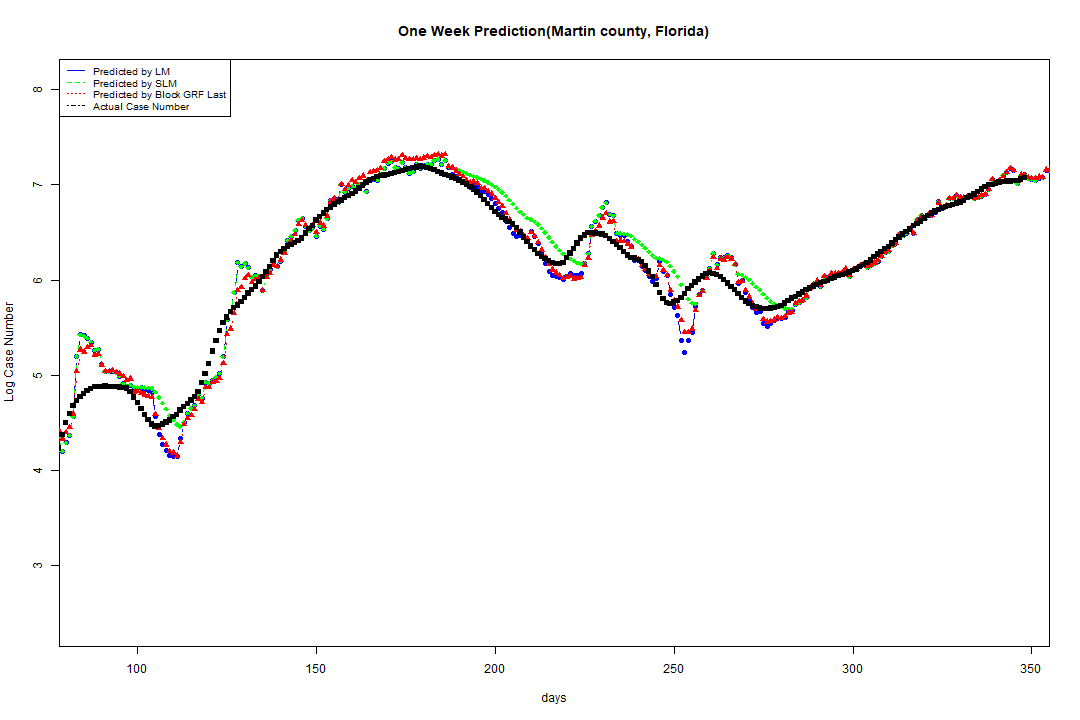 One Week Prediction(Martin county, Florida)
Predicted by LM
Predicted by SLM
Predicted by Block GRF Last
Actual Case Number
8
7
6
5
4
3
Log Case Number
100 150 200 250 300 350
days